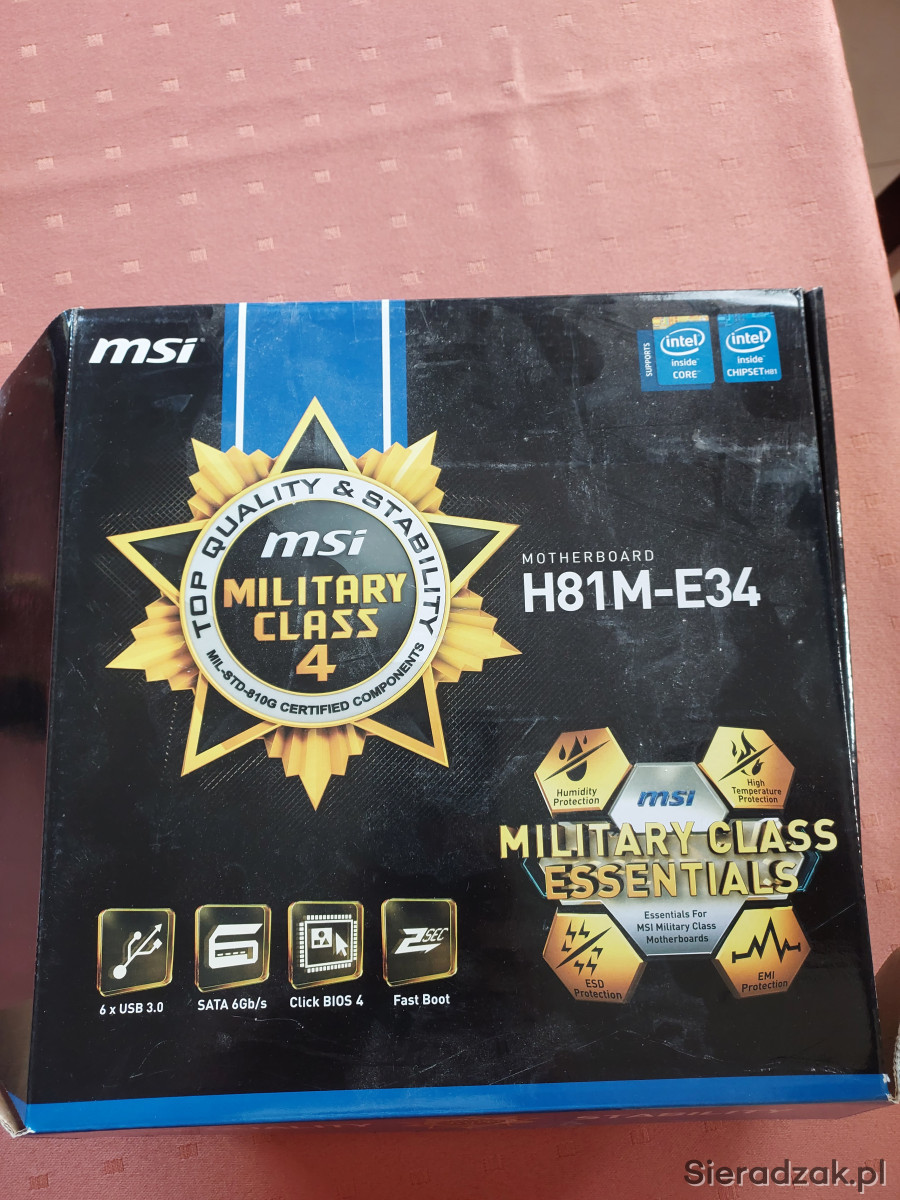 msi
SUPPORTS
intel
inside
CORE
intel
inside
CHIPSET H81
TOP QUALITY & STABILITY
msi
MILITARY
CLASS
4
MIL-STD-810G CERTIFIED COMPONENTS
MOTHERBOARD
H81M-E34
Humidity
Protection
msi
High
Temperature
Protection
MILITARY CLASS
ESSENTIALS
Essentials For
MSI Military Class
Motherboards
ESD
Protection
EMI
Protection
6
2SEC
6 x USB 3.0
SATA 6Gb/s
Click BIOS 4
Fast Boot
STABILITY
Sieradzak.pl